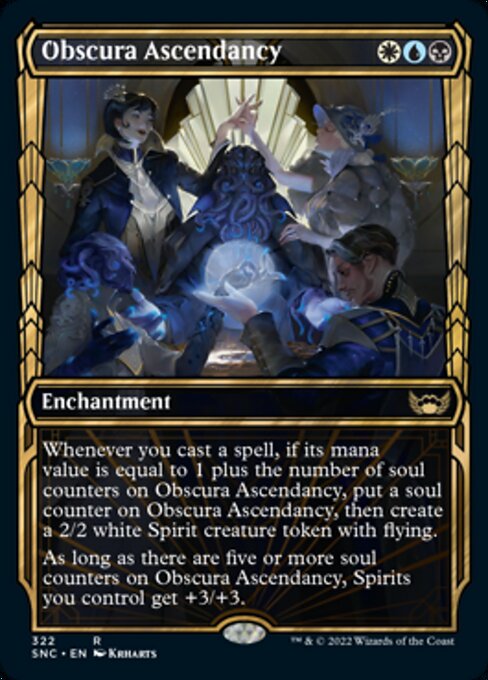 Obscura Ascendancy
Enchantment
Whenever you cast a spell, if its mana
value is equal to 1 plus the number of soul
counters on Obscura Ascendancy, put a soul
counter on Obscura Ascendancy, then create
a 2/2 white Spirit creature token with flying.
As long as there are five or more soul
counters on Obscura Ascendancy, Spirits
you control get +3/+3.
322 R
SNC • EN Krharts
™ & © 2022 Wizards of the Coast